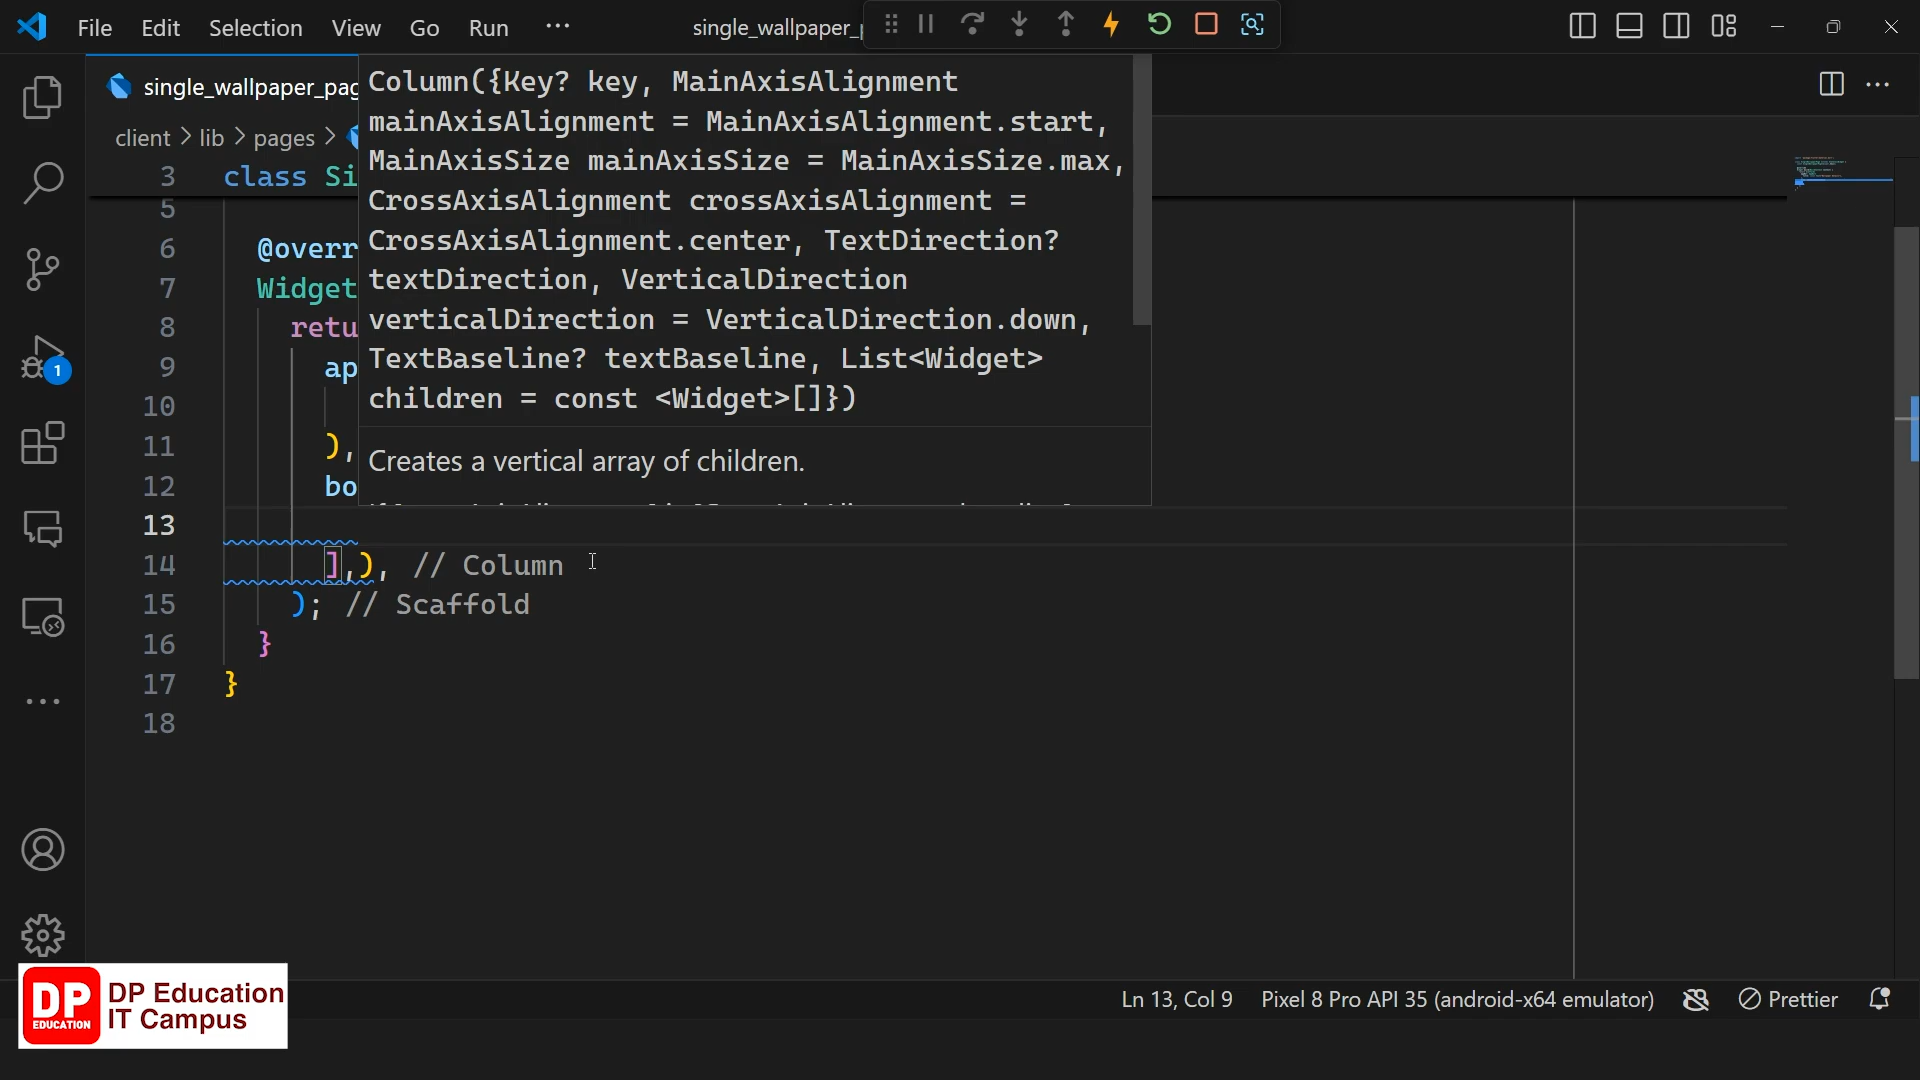 File Edit Selection View Go Run ···
single_wallpaper_p
single_wallpaper_pag
client > lib > pages >
Column({Key? key, MainAxisAlignment
mainAxisAlignment = MainAxisAlignment.start,
MainAxisSize mainAxisSize = MainAxisSize.max,
CrossAxisAlignment crossAxisAlignment =
CrossAxisAlignment.center, TextDirection?
textDirection, VerticalDirection
verticalDirection = VerticalDirection.down,
TextBaseline? textBaseline, List<Widget>
children = const <Widget>[]})
Creates a vertical array of children.
3 class Si
5
6 @overr
7 Widget
8 retu
9 ap
10
11 ),
12 bo
13
14 ],), // Column
15 ); // Scaffold
16 }
17 }
18
1
DP EDUCATION
DP Education
IT Campus
Ln 13, Col 9 Pixel 8 Pro API 35 (android-x64 emulator) Prettier